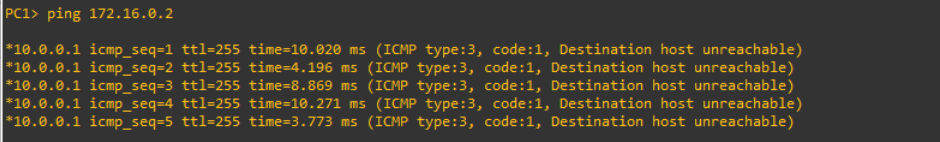 PC1> ping 172.16.0.2
*10.0.0.1 icmp_seq=1 ttl=255 time=10.020 ms (ICMP type:3, code:1, Destination host unreachable)
*10.0.0.1 icmp_seq=2 ttl=255 time=4.196 ms (ICMP type:3, code:1, Destination host unreachable)
*10.0.0.1 icmp_seq=3 ttl=255 time=8.869 ms (ICMP type:3, code:1, Destination host unreachable)
*10.0.0.1 icmp_seq=4 ttl=255 time=10.271 ms (ICMP type:3, code:1, Destination host unreachable)
*10.0.0.1 icmp_seq=5 ttl=255 time=3.773 ms (ICMP type:3, code:1, Destination host unreachable)